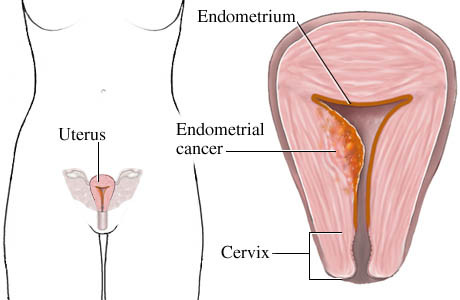 Endometrium
Uterus
Endometrial
cancer
Cervix